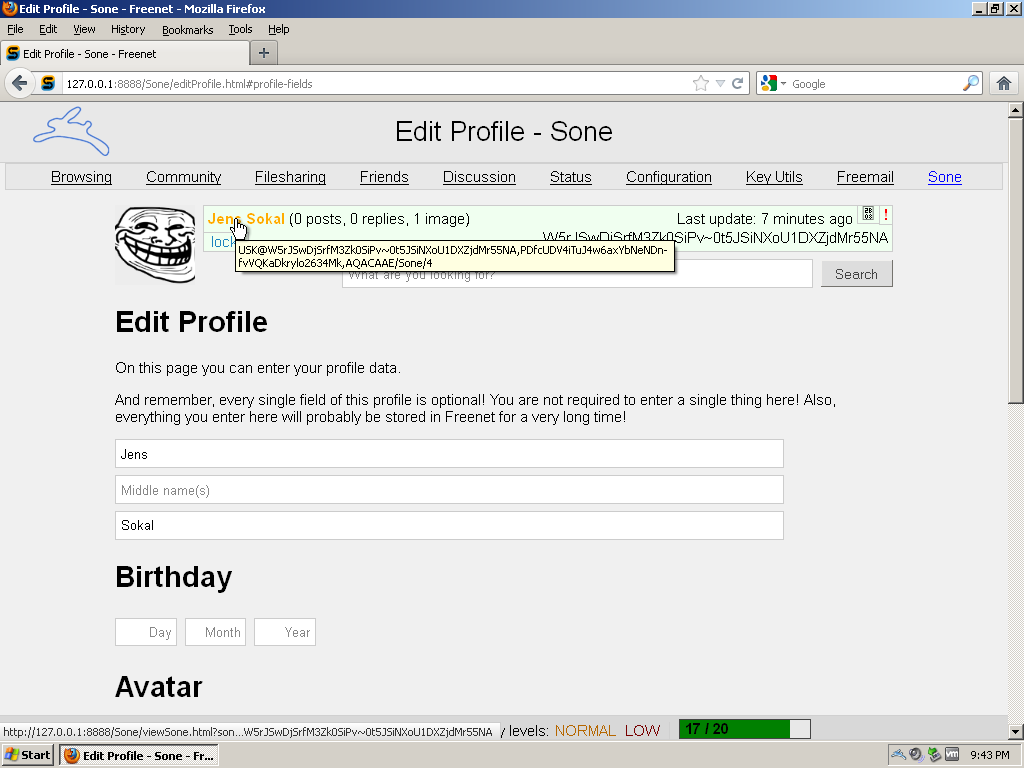 Edit Profile - Sone - Freenet - Mozilla Firefox
File Edit View History Bookmarks Tools Help
Edit Profile - Sone - Freenet
127.0.0.1:8888/Sone/editProfile.html#profile-fields
Google
Edit Profile - Sone
Browsing Community Filesharing Friends Discussion Status Configuration Key Utils Freemail Sone
Jens Sokal (0 posts, 0 replies, 1 image) Last update: 7 minutes ago !
lock W5rJSwDjSrfM3Zk0SiPv~0t5JSiNXoU1DXZjdMr55NA
USK@W5rJSwDjSrfM3Zk0SiPv~0t5JSiNXoU1DXZjdMr55NA,PDfcUDV4iTuJ4w6axYbNeNDn-
fvVQKaDkrylo2634Mk,AQACAAE/Sone/4
What are you looking for? Search
Edit Profile
On this page you can enter your profile data.
And remember, every single field of this profile is optional! You are not required to enter a single thing here! Also,
everything you enter here will probably be stored in Freenet for a very long time!
Jens
Middle name(s)
Sokal
Birthday
Day Month Year
Avatar
http://127.0.0.1:8888/Sone/viewSone.html?son...W5rJSwDjSrfM3Zk0SiPv~0t5JSiNXoU1DXZjdMr55NA y levels: NORMAL LOW 17 / 20
Start Edit Profile - Sone - Fr... 9:43 PM